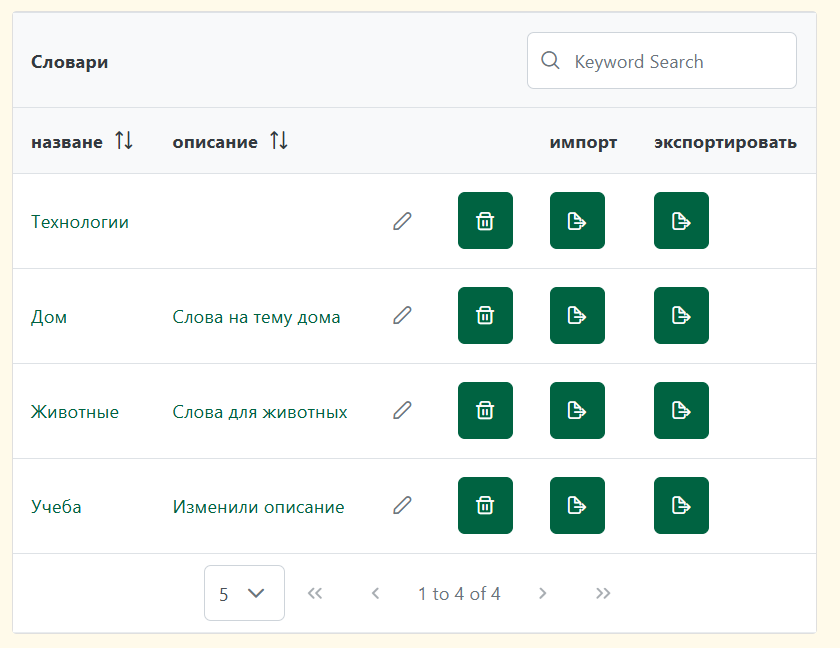 Словари
Keyword Search
назване описание импорт экспортировать
Технологии
Дом Слова на тему дома
Животные Слова для животных
Учеба Изменили описание
5 1 to 4 of 4